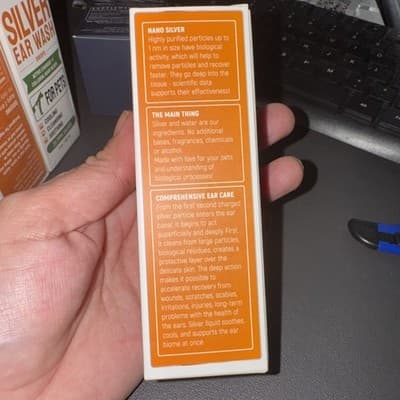 SILVER
EAR WASH
FOR PETS
NANO SILVER
Highly purified particles up to
1 nm in size have biological
activity, which will help to
remove particles and recover
faster. They go deep into the
tissue - scientific data
supports their effectiveness!
THE MAIN THING
Silver and water are our
ingredients. No additional
bases, fragrances, chemicals
or alcohol.
Made with love for your pets
and understanding of
biological processes!
COMPREHENSIVE EAR CARE
From the first second charged
silver particle enters the ear
canal, it begins to act
superficially and deeply. First,
it cleans from large particles,
biological residues, creates a
protective layer over the
delicate skin. The deep action
makes it possible to
accelerate recovery from
wounds, scratches, scabies,
irritations, injuries, long-term
problems with the health of
the ears. Silver liquid soothes,
cools, and supports the ear
biome at once